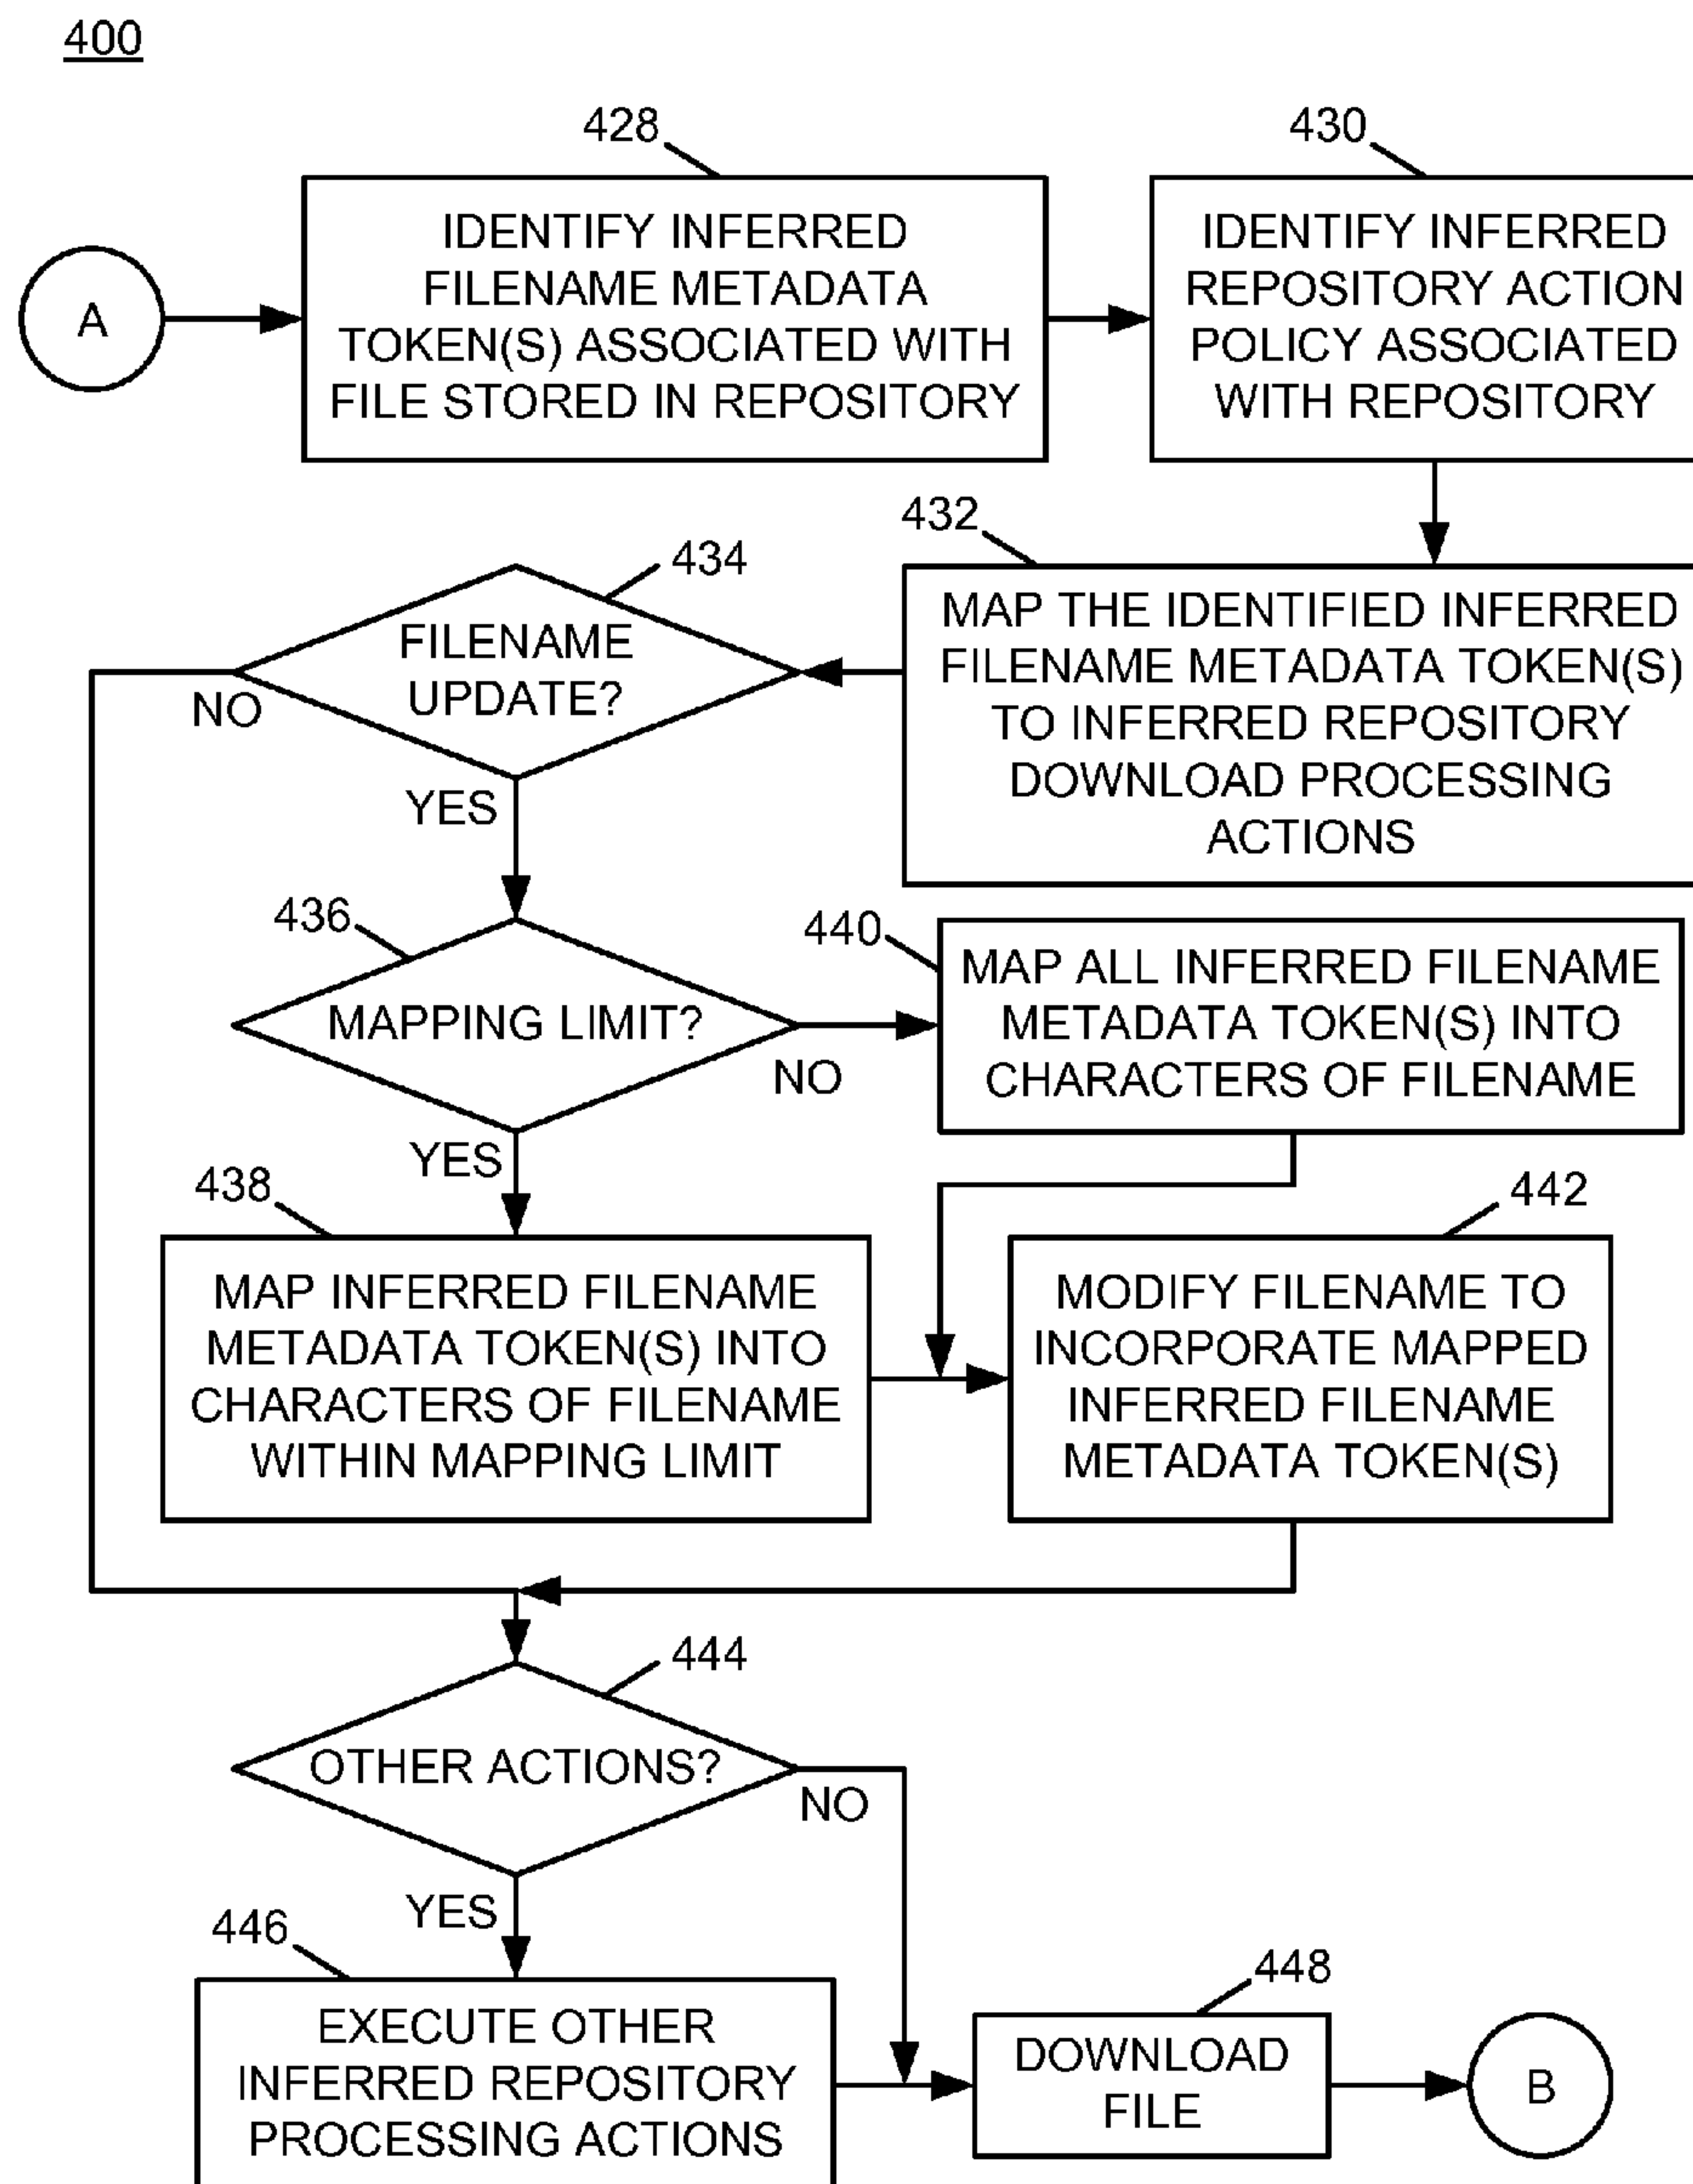 400
428
430
A
IDENTIFY INFERRED
FILENAME METADATA
TOKEN(S) ASSOCIATED WITH
FILE STORED IN REPOSITORY
IDENTIFY INFERRED
REPOSITORY ACTION
POLICY ASSOCIATED
WITH REPOSITORY
432
434
MAP THE IDENTIFIED INFERRED
FILENAME METADATA TOKEN(S)
TO INFERRED REPOSITORY
DOWNLOAD PROCESSING
ACTIONS
FILENAME
UPDATE?
NO
YES
436
MAPPING LIMIT?
NO
YES
440
MAP ALL INFERRED FILENAME
METADATA TOKEN(S) INTO
CHARACTERS OF FILENAME
438
MAP INFERRED FILENAME
METADATA TOKEN(S) INTO
CHARACTERS OF FILENAME
WITHIN MAPPING LIMIT
442
MODIFY FILENAME TO
INCORPORATE MAPPED
INFERRED FILENAME
METADATA TOKEN(S)
444
OTHER ACTIONS?
NO
YES
446
EXECUTE OTHER
INFERRED REPOSITORY
PROCESSING ACTIONS
448
DOWNLOAD
FILE
B